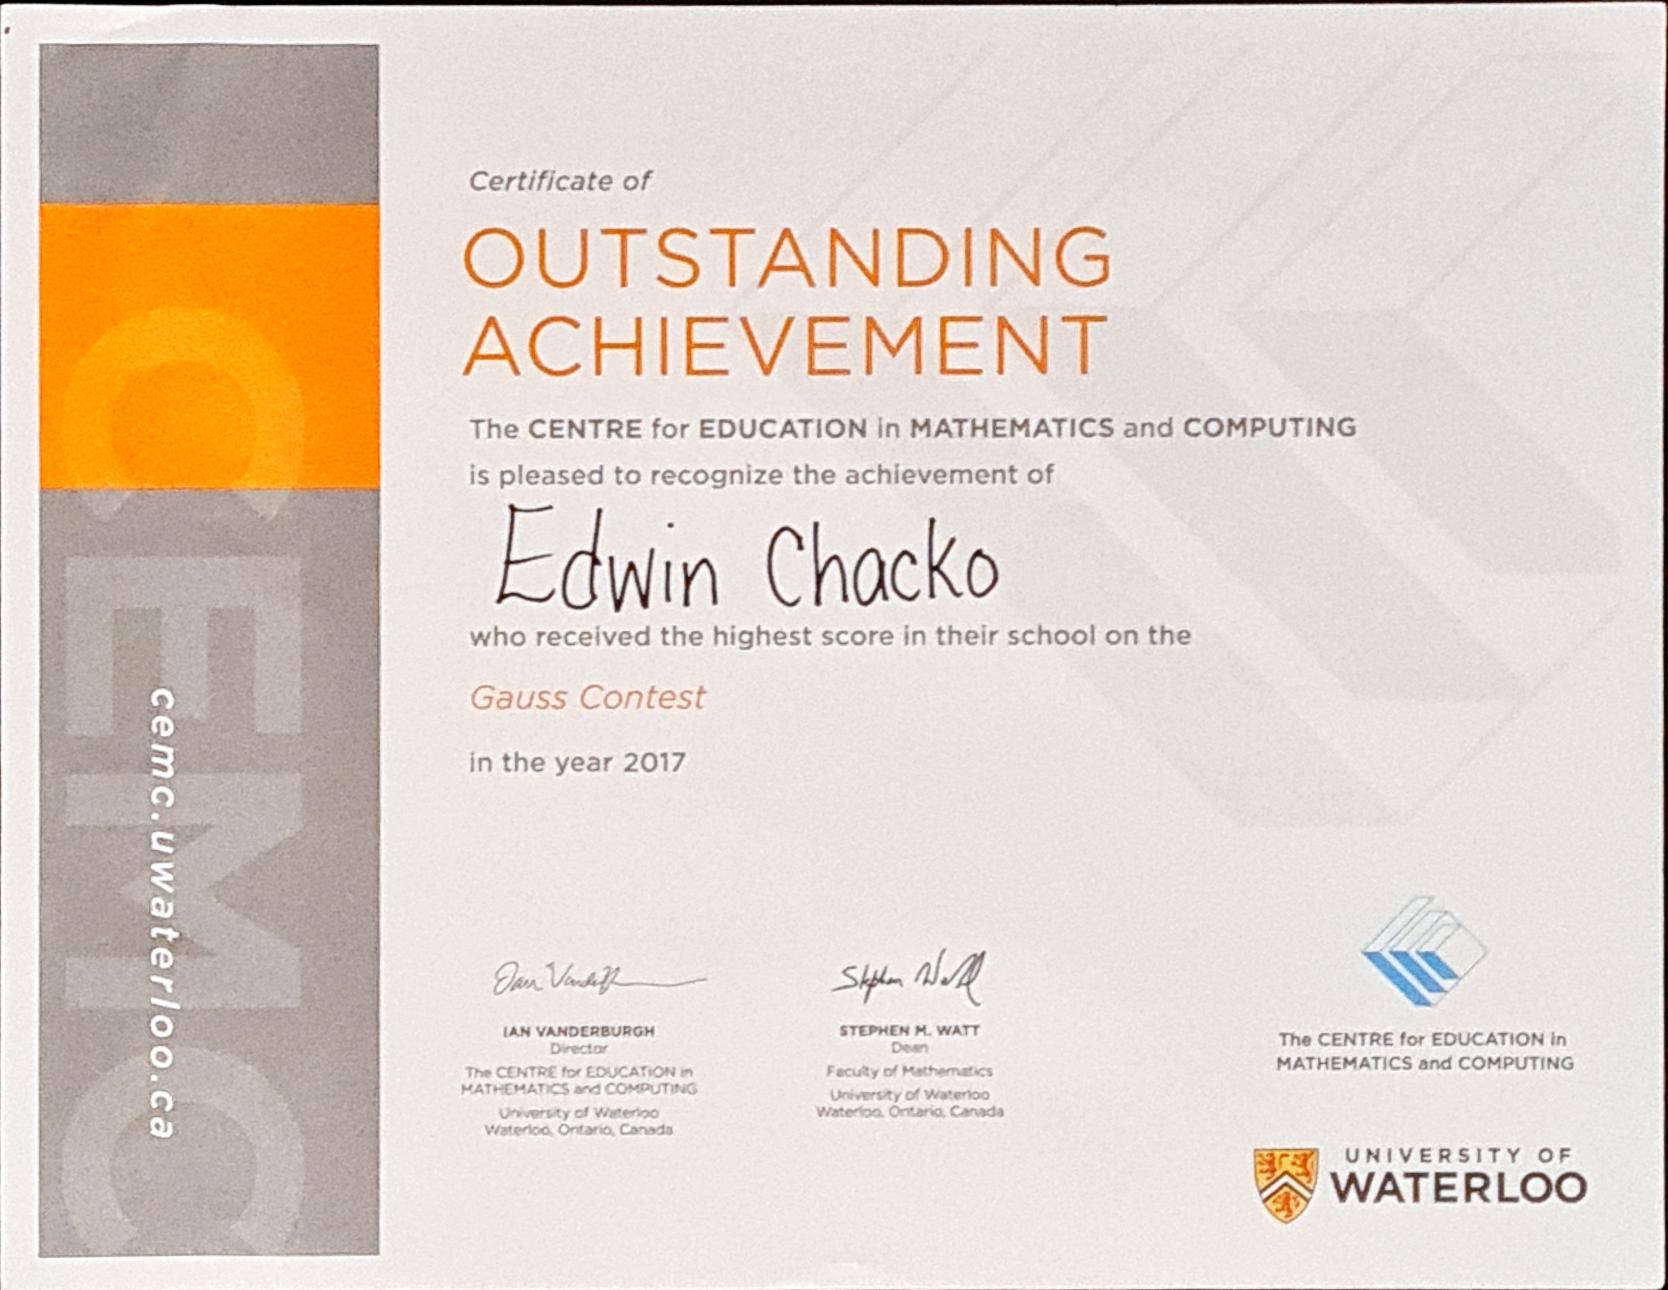 Certificate of
OUTSTANDING
ACHIEVEMENT
The CENTRE for EDUCATION in MATHEMATICS and COMPUTING
is pleased to recognize the achievement of
Edwin Chacko
who received the highest score in their school on the
Gauss Contest
in the year 2017
CEMC
cemc.uwaterloo.ca
Ian Vanderburgh
IAN VANDERBURGH
Director
The CENTRE for EDUCATION in
MATHEMATICS and COMPUTING
University of Waterloo
Waterloo, Ontario, Canada
Stephen Watt
STEPHEN M. WATT
Dean
Faculty of Mathematics
University of Waterloo
Waterloo, Ontario, Canada
The CENTRE for EDUCATION in
MATHEMATICS and COMPUTING
UNIVERSITY OF
WATERLOO